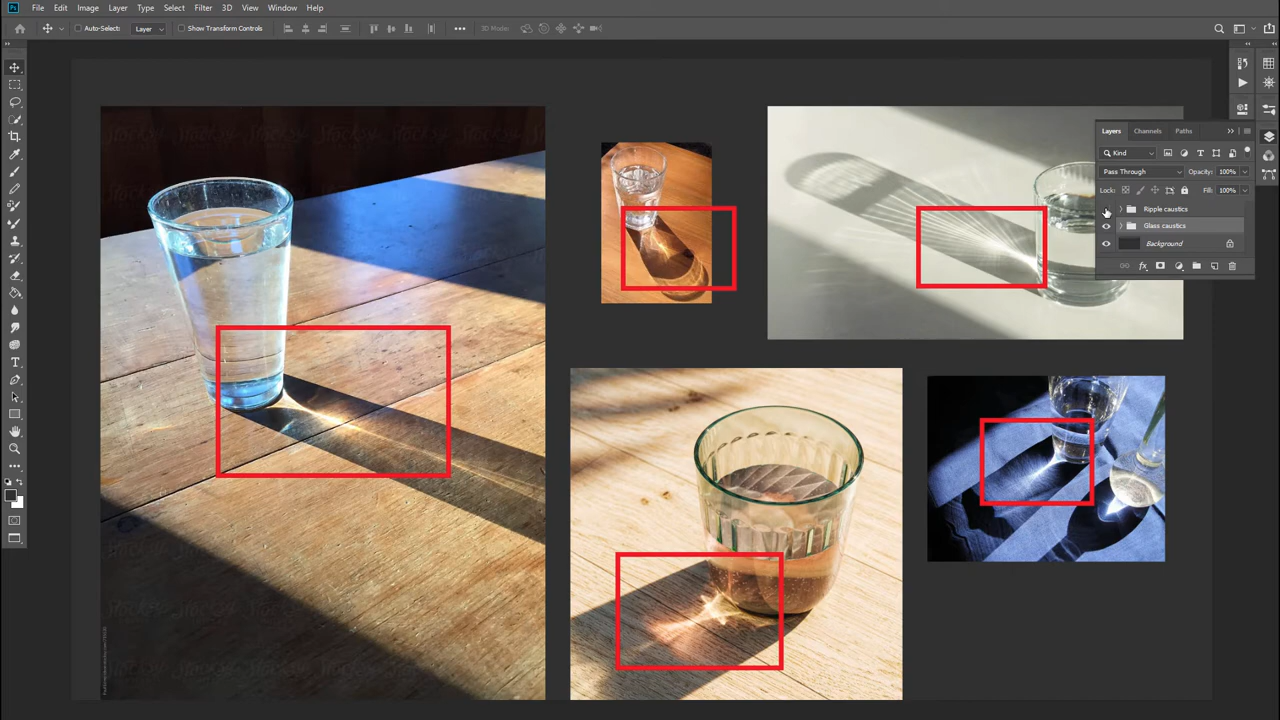 Ps File Edit Image Layer Type Select Filter 3D View Window Help
Auto-Select: Layer Show Transform Controls 3D Mode:
Layers Channels Paths
Kind
Pass Through Opacity: 100%
Lock: Fill: 100%
Ripple caustics
Glass caustics
Background